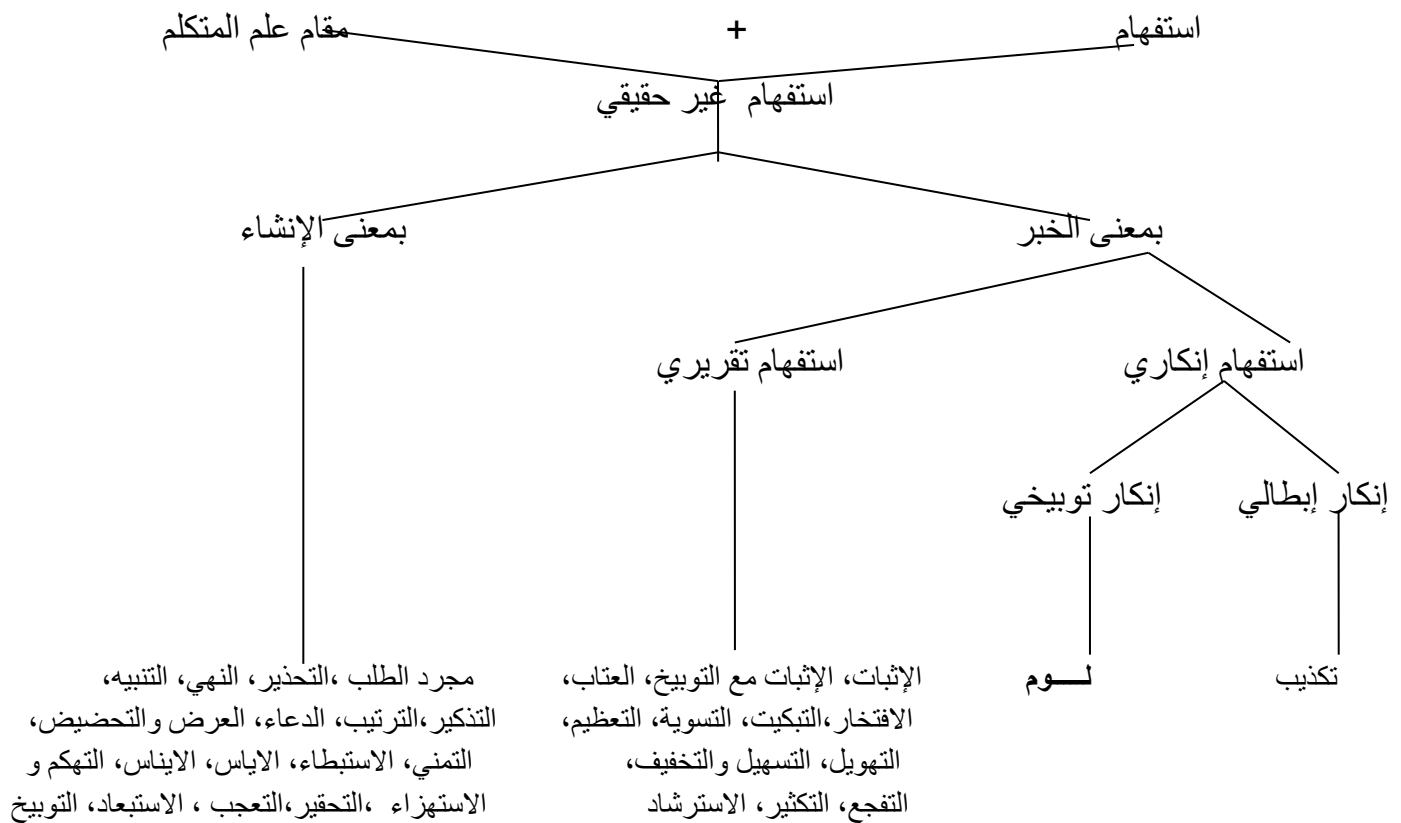 استفهام + مقام علم المتكلم
استفهام غير حقيقي
بمعنى الخبر
بمعنى الإنشاء
استفهام إنكاري
استفهام تقريري
إنكار إبطالي
إنكار توبيخي
تكذيب
لـــوم
الإثبات، الإثبات مع التوبيخ، العتاب،
الافتخار،التبكيت، التسوية، التعظيم،
التهويل، التسهيل والتخفيف،
التفجع، التكثير، الاسترشاد
مجرد الطلب ،التحذير، النهي، التنبيه،
التذكير،الترتيب، الدعاء، العرض والتحضيض،
التمني، الاستبطاء، الاياس، الايناس، التهكم و
الاستهزاء ،التحقير،التعجب ، الاستبعاد، التوبيخ